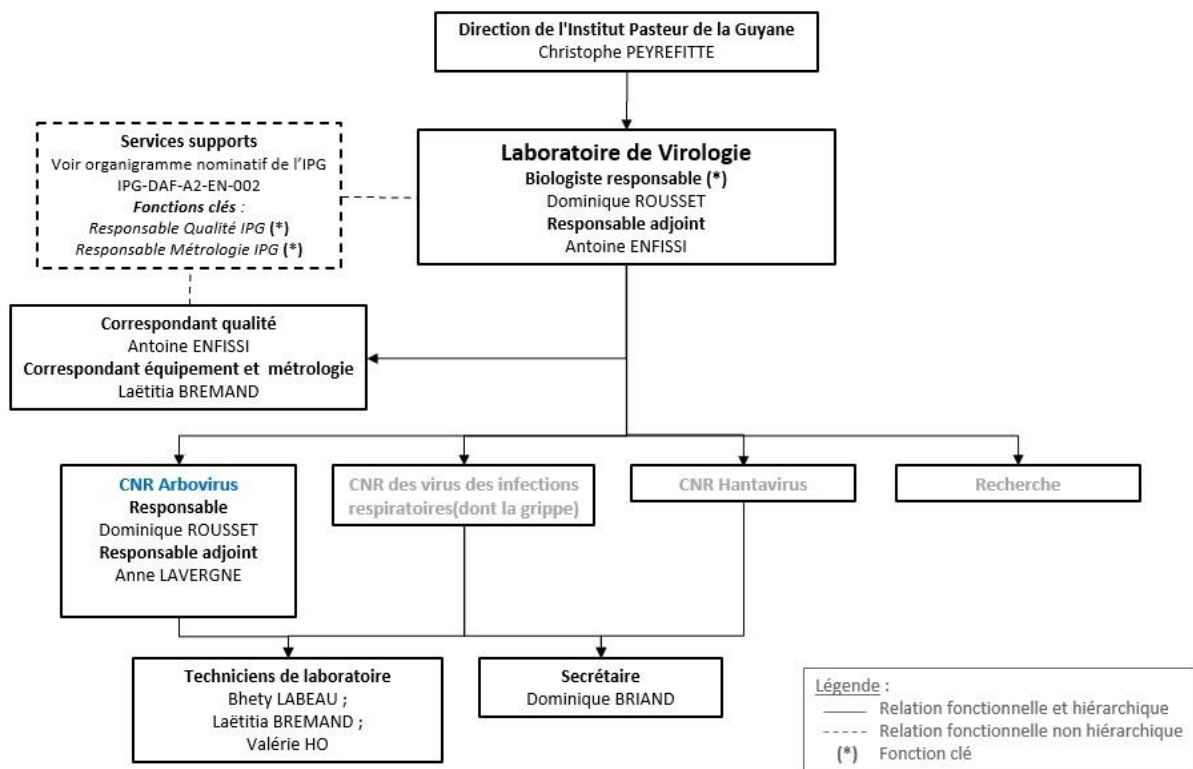 Direction de l'Institut Pasteur de la Guyane
Christophe PEYREFITTE
Services supports
Voir organigramme nominatif de l'IPG
IPG-DAF-A2-EN-002
Fonctions clés :
Responsable Qualité IPG (*)
Responsable Métrologie IPG (*)
Laboratoire de Virologie
Biologiste responsable (*)
Dominique ROUSSET
Responsable adjoint
Antoine ENFISSI
Correspondant qualité
Antoine ENFISSI
Correspondant équipement et métrologie
Laëtitia BREMAND
CNR Arbovirus
Responsable
Dominique ROUSSET
Responsable adjoint
Anne LAVERGNE
CNR des virus des infections
respiratoires(dont la grippe)
CNR Hantavirus
Recherche
Techniciens de laboratoire
Bhety LABEAU ;
Laëtitia BREMAND ;
Valérie HO
Secrétaire
Dominique BRIAND
Légende :
Relation fonctionnelle et hiérarchique
Relation fonctionnelle non hiérarchique
(*) Fonction clé